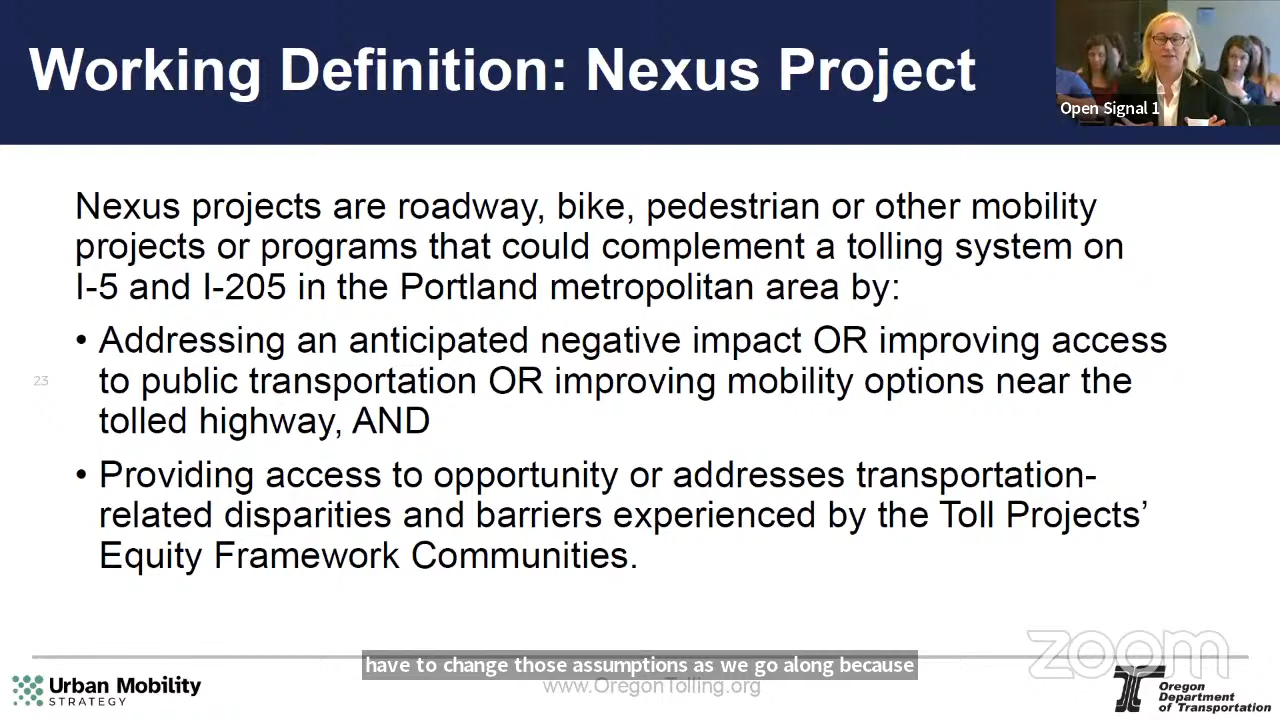 Working Definition: Nexus Project
Open Signal 1
Nexus projects are roadway, bike, pedestrian or other mobility
projects or programs that could complement a tolling system on
I-5 and I-205 in the Portland metropolitan area by:
• Addressing an anticipated negative impact OR improving access
to public transportation OR improving mobility options near the
tolled highway, AND
• Providing access to opportunity or addresses transportation-
related disparities and barriers experienced by the Toll Projects’
Equity Framework Communities.
23
zoom
have to change those assumptions as we go along because
www.OregonTolling.org
Urban Mobility
STRATEGY
Oregon
Department
of Transportation